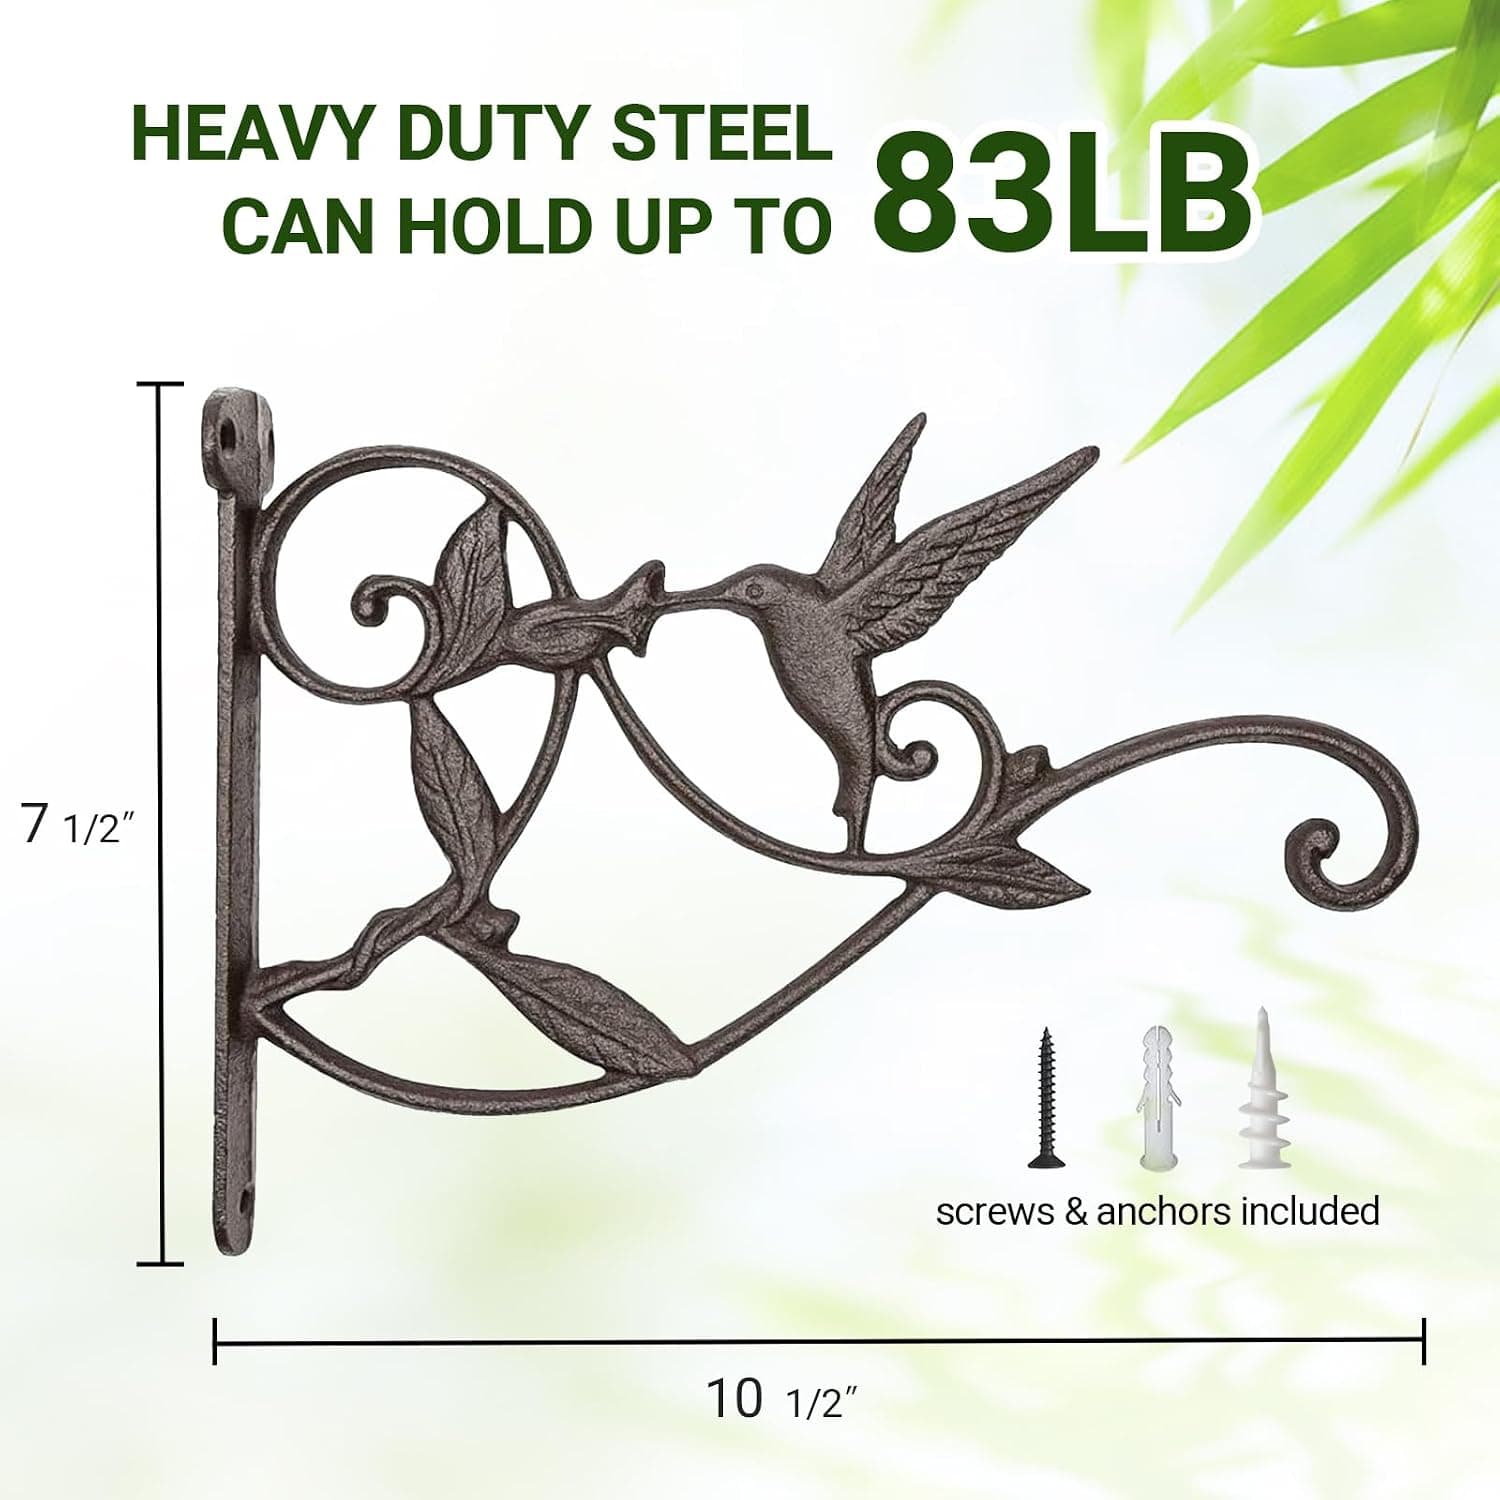 HEAVY DUTY STEEL
CAN HOLD UP TO 83LB
7 1/2"
screws & anchors included
10 1/2"